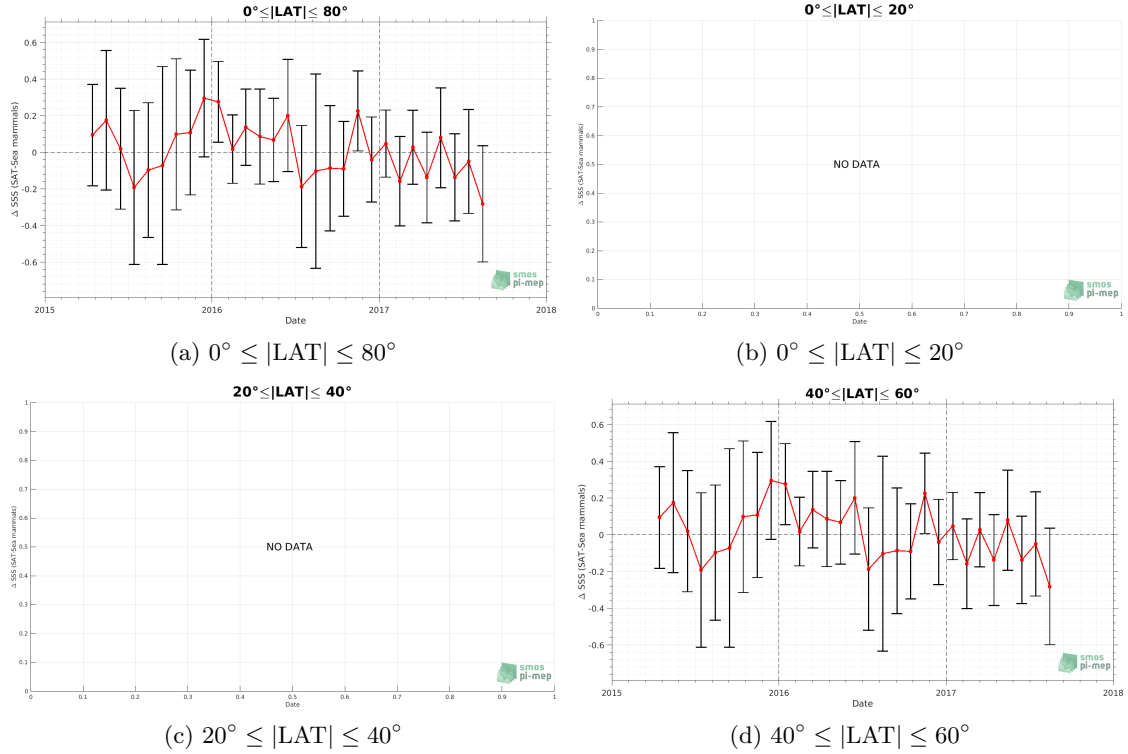 0°≤|LAT|≤ 80°
0.6
0.4
0.2
0
-0.2
-0.4
-0.6
Δ SSS (SAT-Sea mammals)
smos
pi-mep
2015
2016
2017
2018
Date
(a) 0° ≤ |LAT| ≤ 80°
0°≤|LAT|≤ 20°
1
0.9
0.8
0.7
0.6
0.5
0.4
0.3
0.2
0.1
0
Δ SSS (SAT-Sea mammals)
NO DATA
smos
pi-mep
0
0.1
0.2
0.3
0.4
0.5
0.6
0.7
0.8
0.9
1
Date
(b) 0° ≤ |LAT| ≤ 20°
20°≤|LAT|≤ 40°
1
0.9
0.8
0.7
0.6
0.5
0.4
0.3
0.2
0.1
0
Δ SSS (SAT-Sea mammals)
NO DATA
smos
pi-mep
0
0.1
0.2
0.3
0.4
0.5
0.6
0.7
0.8
0.9
1
Date
(c) 20° ≤ |LAT| ≤ 40°
40°≤|LAT|≤ 60°
0.6
0.4
0.2
0
-0.2
-0.4
-0.6
Δ SSS (SAT-Sea mammals)
smos
pi-mep
2015
2016
2017
2018
Date
(d) 40° ≤ |LAT| ≤ 60°